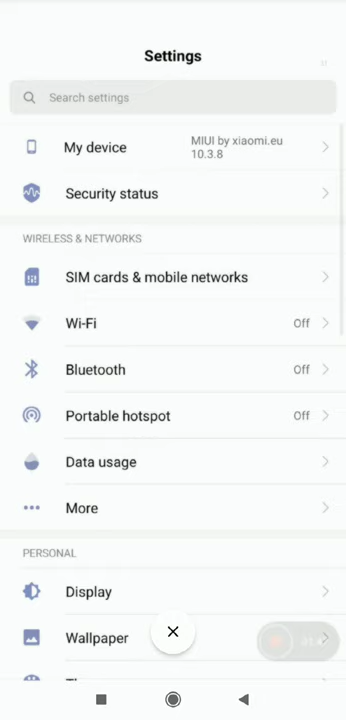 Settings
Search settings
My device
MIUI by xiaomi.eu
10.3.8
Security status
WIRELESS & NETWORKS
SIM cards & mobile networks
Wi-Fi
Off
Bluetooth
Off
Portable hotspot
Off
Data usage
More
PERSONAL
Display
Wallpaper